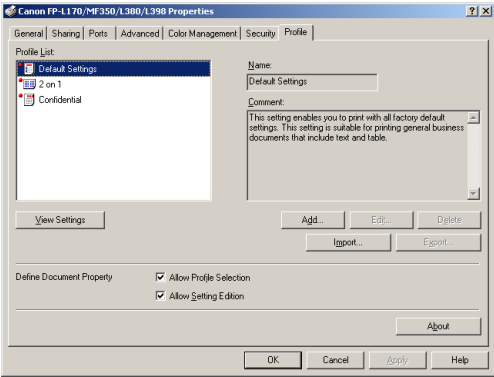 Canon FP-L170/MF350/L380/L398 Properties
General Sharing Ports Advanced Color Management Security Profile
Profile List:
Default Settings
2 on 1
Confidential
Name:
Default Settings
Comment:
This setting enables you to print with all factory default
settings. This setting is suitable for printing general business
documents that include text and table.
View Settings
Add... Edit... Delete
Import... Export...
Define Document Property
Allow Profile Selection
Allow Setting Edition
About
OK Cancel Apply Help